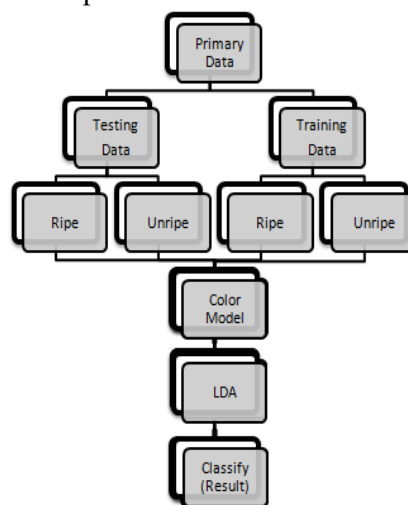 Primary
Data
Testing
Data
Training
Data
Ripe
Unripe
Ripe
Unripe
Color
Model
LDA
Classify
(Result)